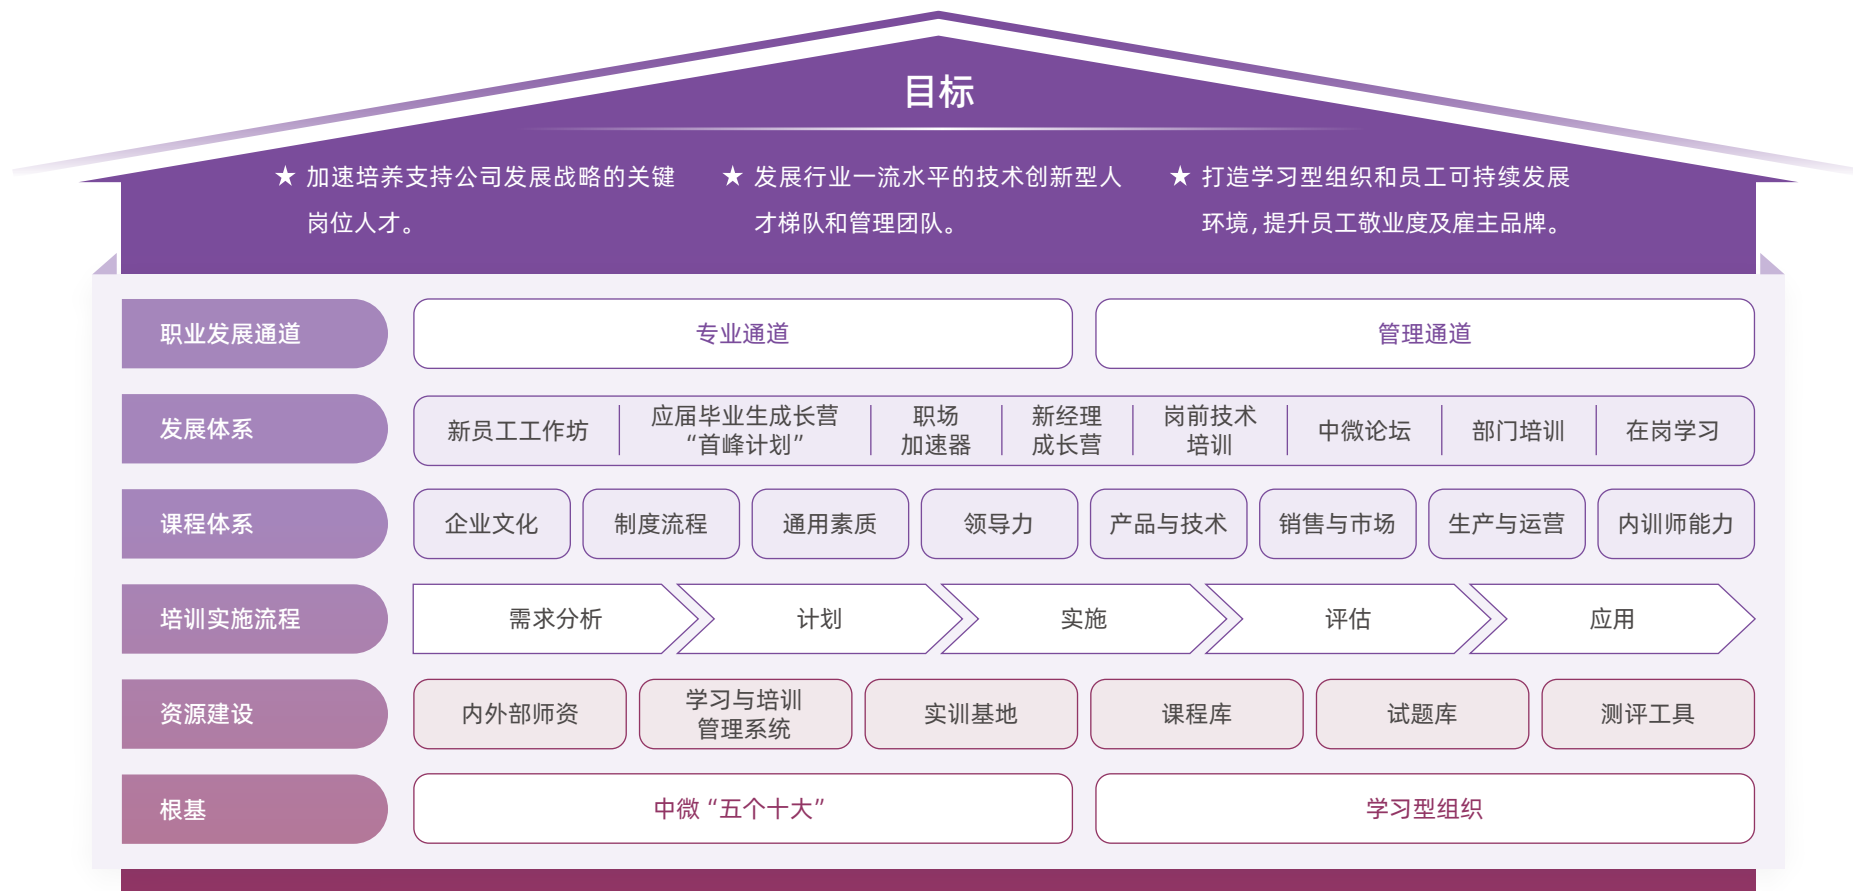 目标
★ 加速培养支持公司发展战略的关键
岗位人才。
★ 发展行业一流水平的技术创新型人
才梯队和管理团队。
★ 打造学习型组织和员工可持续发展
环境,提升员工敬业度及雇主品牌。
职业发展通道
专业通道
管理通道
发展体系
新员工工作坊
应届毕业生成长营
“首峰计划”
职场
加速器
新经理
成长营
岗前技术
培训
中微论坛
部门培训
在岗学习
课程体系
企业文化
制度流程
通用素质
领导力
产品与技术
销售与市场
生产与运营
内训师能力
培训实施流程
需求分析
计划
实施
评估
应用
资源建设
内外部师资
学习与培训
管理系统
实训基地
课程库
试题库
测评工具
根基
中微 “五个十大”
学习型组织